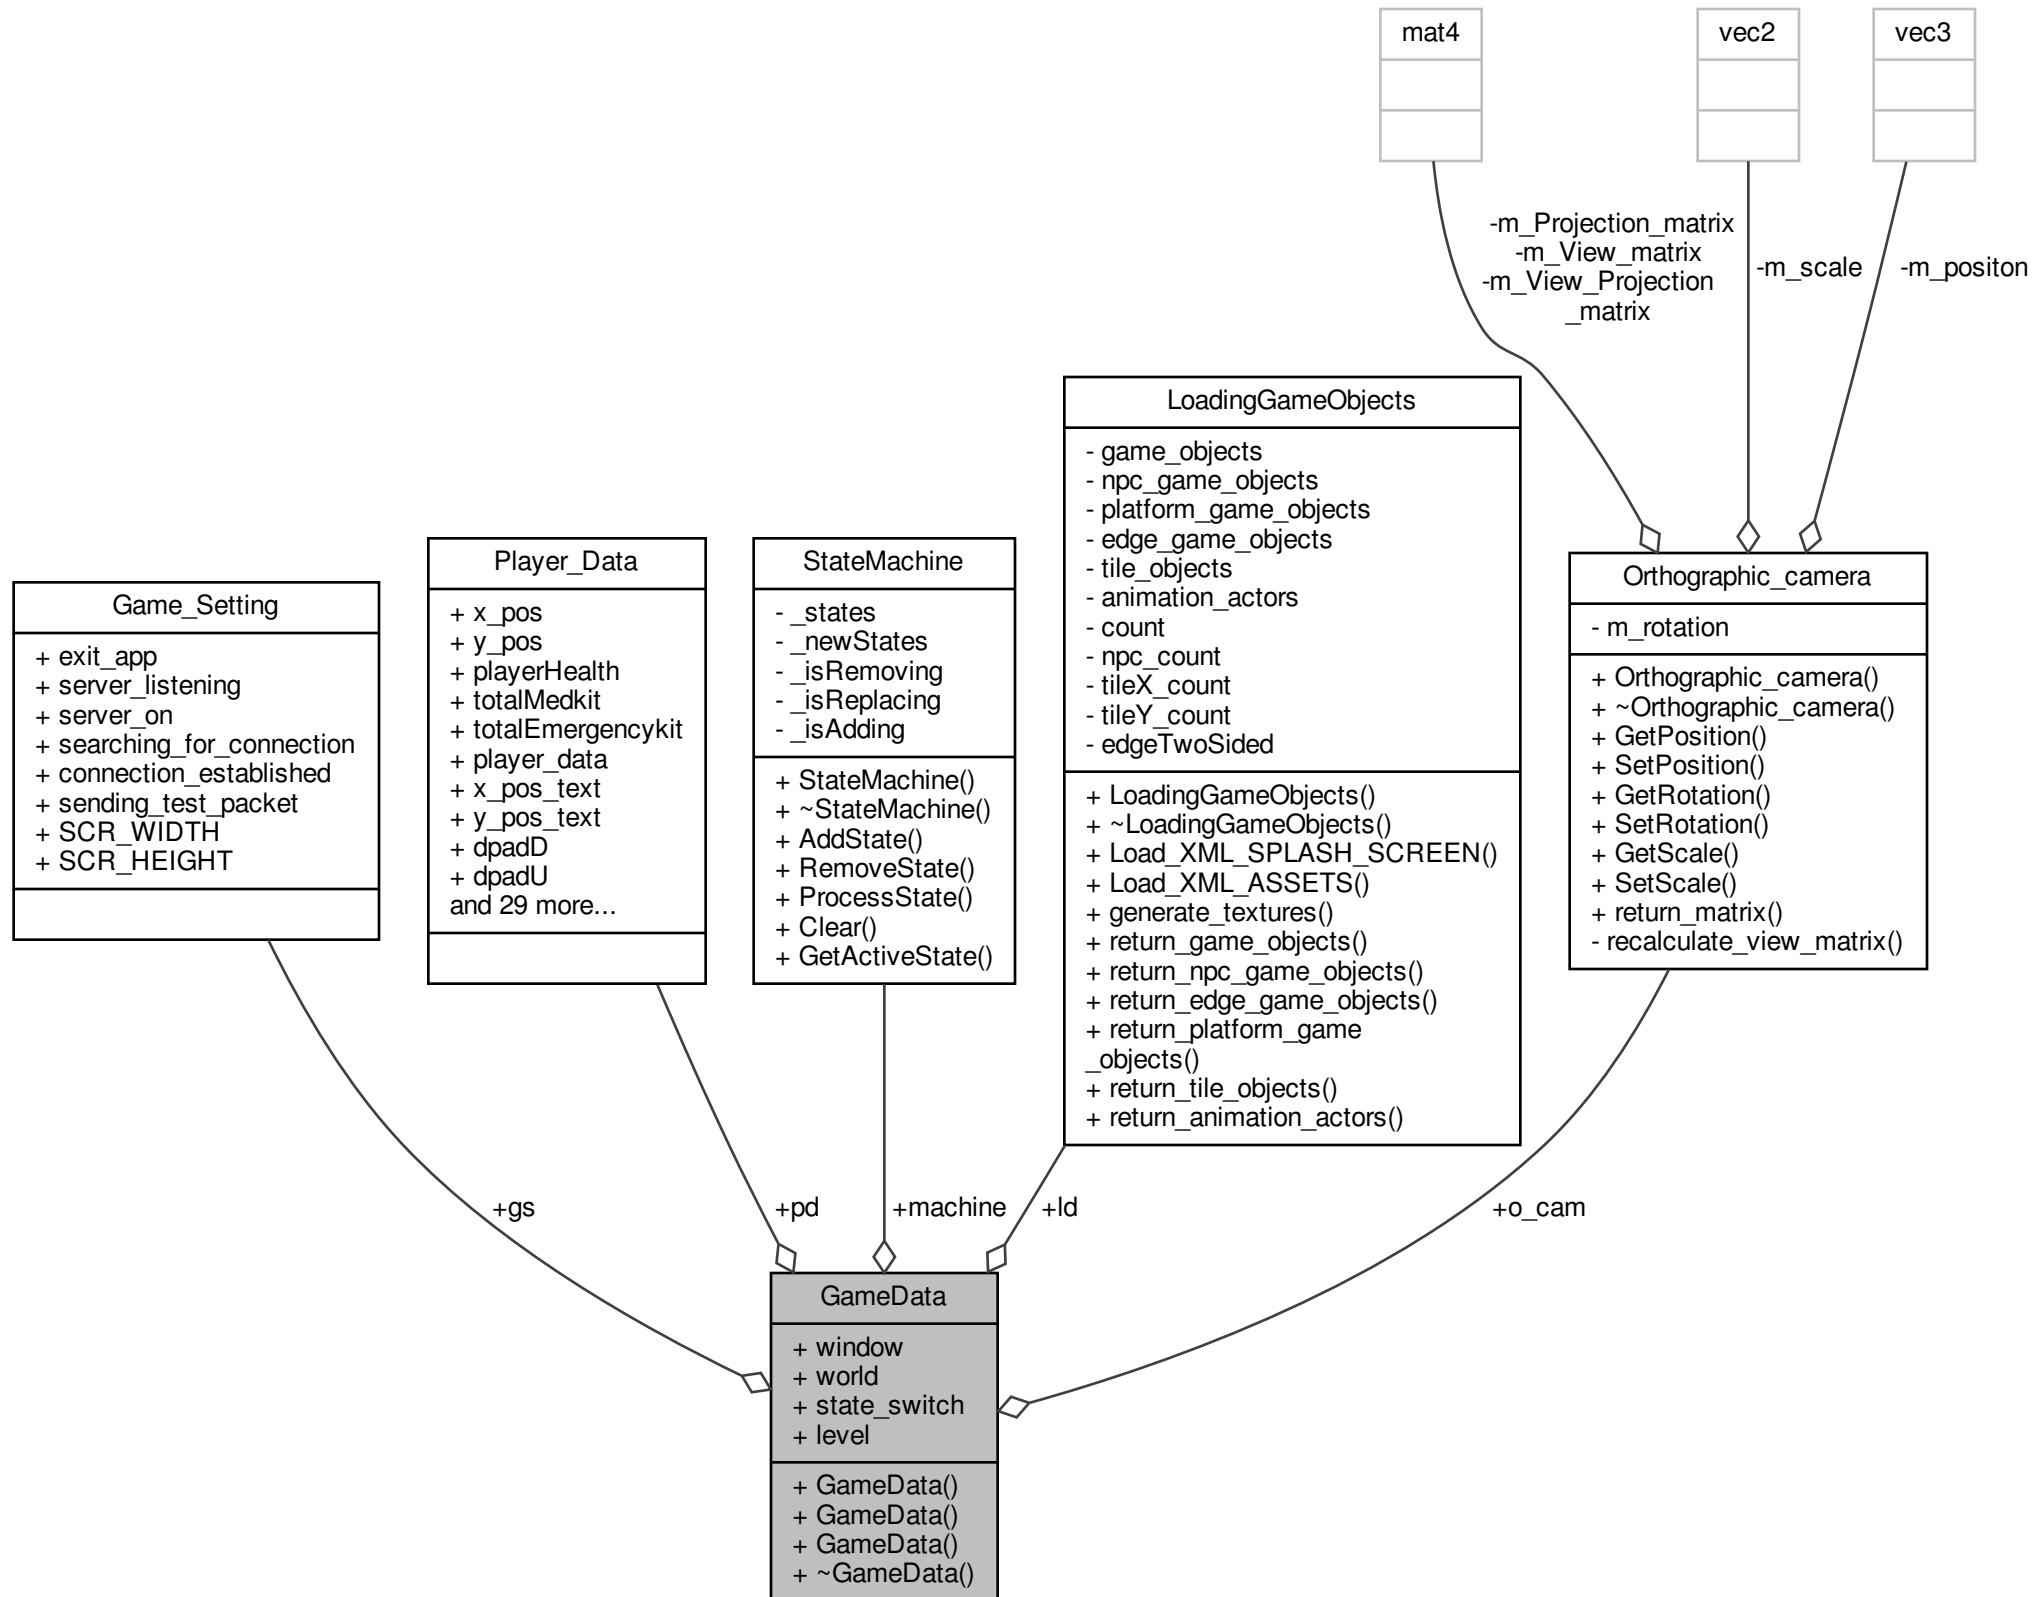 mat4
vec2
vec3
-m_Projection_matrix
-m_View_matrix
-m_View_Projection
_matrix
-m_scale
-m_positon
LoadingGameObjects
- game_objects
- npc_game_objects
- platform_game_objects
- edge_game_objects
- tile_objects
- animation_actors
- count
- npc_count
- tileX_count
- tileY_count
- edgeTwoSided
+ LoadingGameObjects()
+ ~LoadingGameObjects()
+ Load_XML_SPLASH_SCREEN()
+ Load_XML_ASSETS()
+ generate_textures()
+ return_game_objects()
+ return_npc_game_objects()
+ return_edge_game_objects()
+ return_platform_game
_objects()
+ return_tile_objects()
+ return_animation_actors()
Player_Data
+ x_pos
+ y_pos
+ playerHealth
+ totalMedkit
+ totalEmergencykit
+ player_data
+ x_pos_text
+ y_pos_text
+ dpadD
+ dpadU
and 29 more...
StateMachine
- _states
- _newStates
- _isRemoving
- _isReplacing
- _isAdding
+ StateMachine()
+ ~StateMachine()
+ AddState()
+ RemoveState()
+ ProcessState()
+ Clear()
+ GetActiveState()
Orthographic_camera
- m_rotation
+ Orthographic_camera()
+ ~Orthographic_camera()
+ GetPosition()
+ SetPosition()
+ GetRotation()
+ SetRotation()
+ GetScale()
+ SetScale()
+ return_matrix()
- recalculate_view_matrix()
Game_Setting
+ exit_app
+ server_listening
+ server_on
+ searching_for_connection
+ connection_established
+ sending_test_packet
+ SCR_WIDTH
+ SCR_HEIGHT
+gs
+pd
+machine
+ld
+o_cam
GameData
+ window
+ world
+ state_switch
+ level
+ GameData()
+ GameData()
+ GameData()
+ ~GameData()